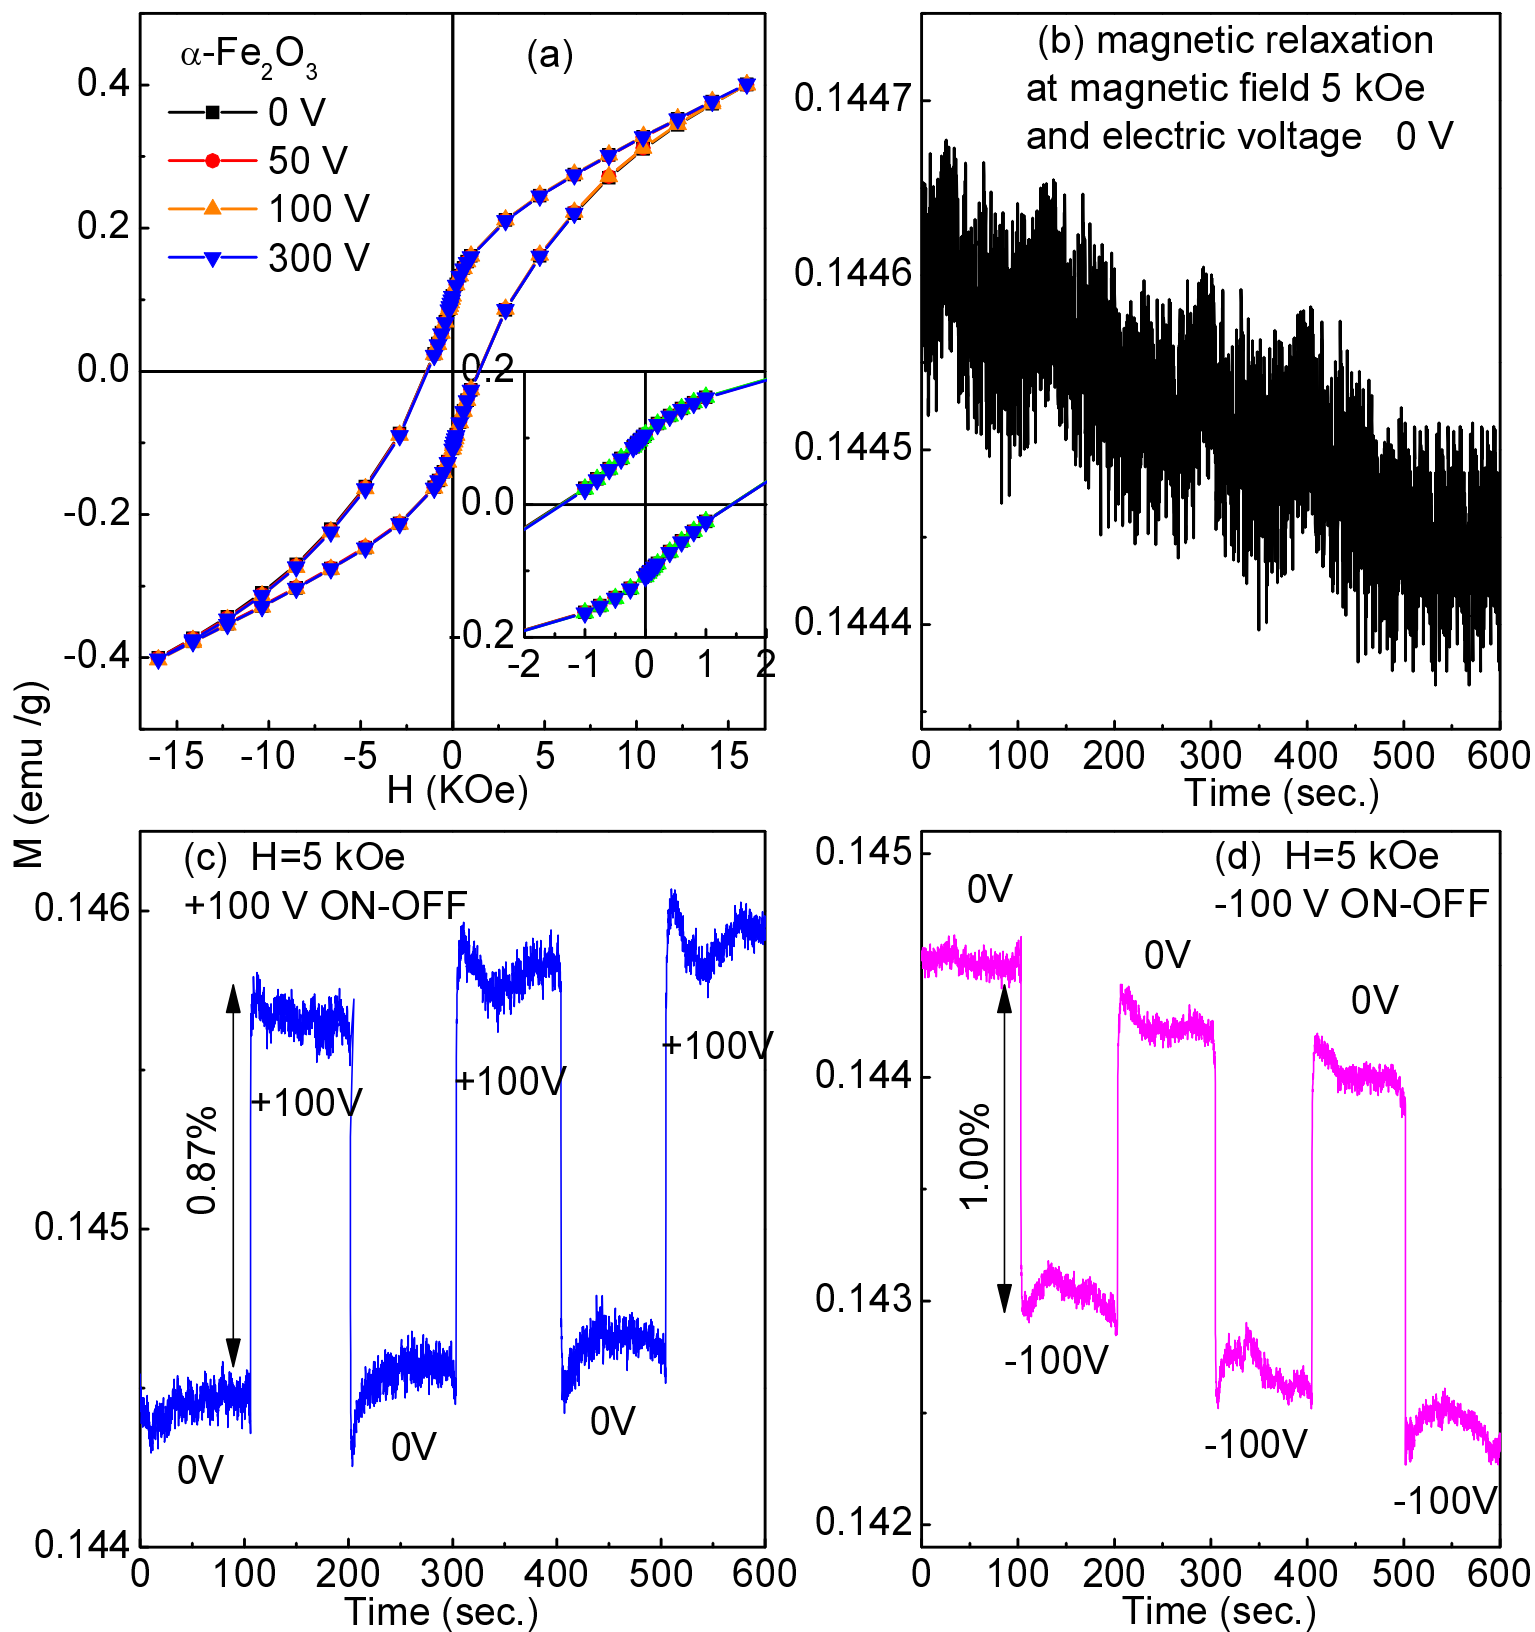 α-Fe2O3
0 V
50 V
100 V
300 V
(a)
0.4
0.2
0.0
-0.2
-0.4
-15
-10
-5
0
5
10
15
H (KOe)
0.2
0.0
-0.2
-2
-1
0
1
2
M (emu /g)
(b) magnetic relaxation
at magnetic field 5 kOe
and electric voltage 0 V
0.1447
0.1446
0.1445
0.1444
0
100
200
300
400
500
600
Time (sec.)
(c) H=5 kOe
+100 V ON-OFF
0.146
0.145
0.144
0.87%
+100V
+100V
+100V
0V
0V
0V
0
100
200
300
400
500
600
Time (sec.)
(d) H=5 kOe
-100 V ON-OFF
0.145
0.144
0.143
0.142
0V
0V
0V
1.00%
-100V
-100V
-100V
0
100
200
300
400
500
600
Time (sec.)